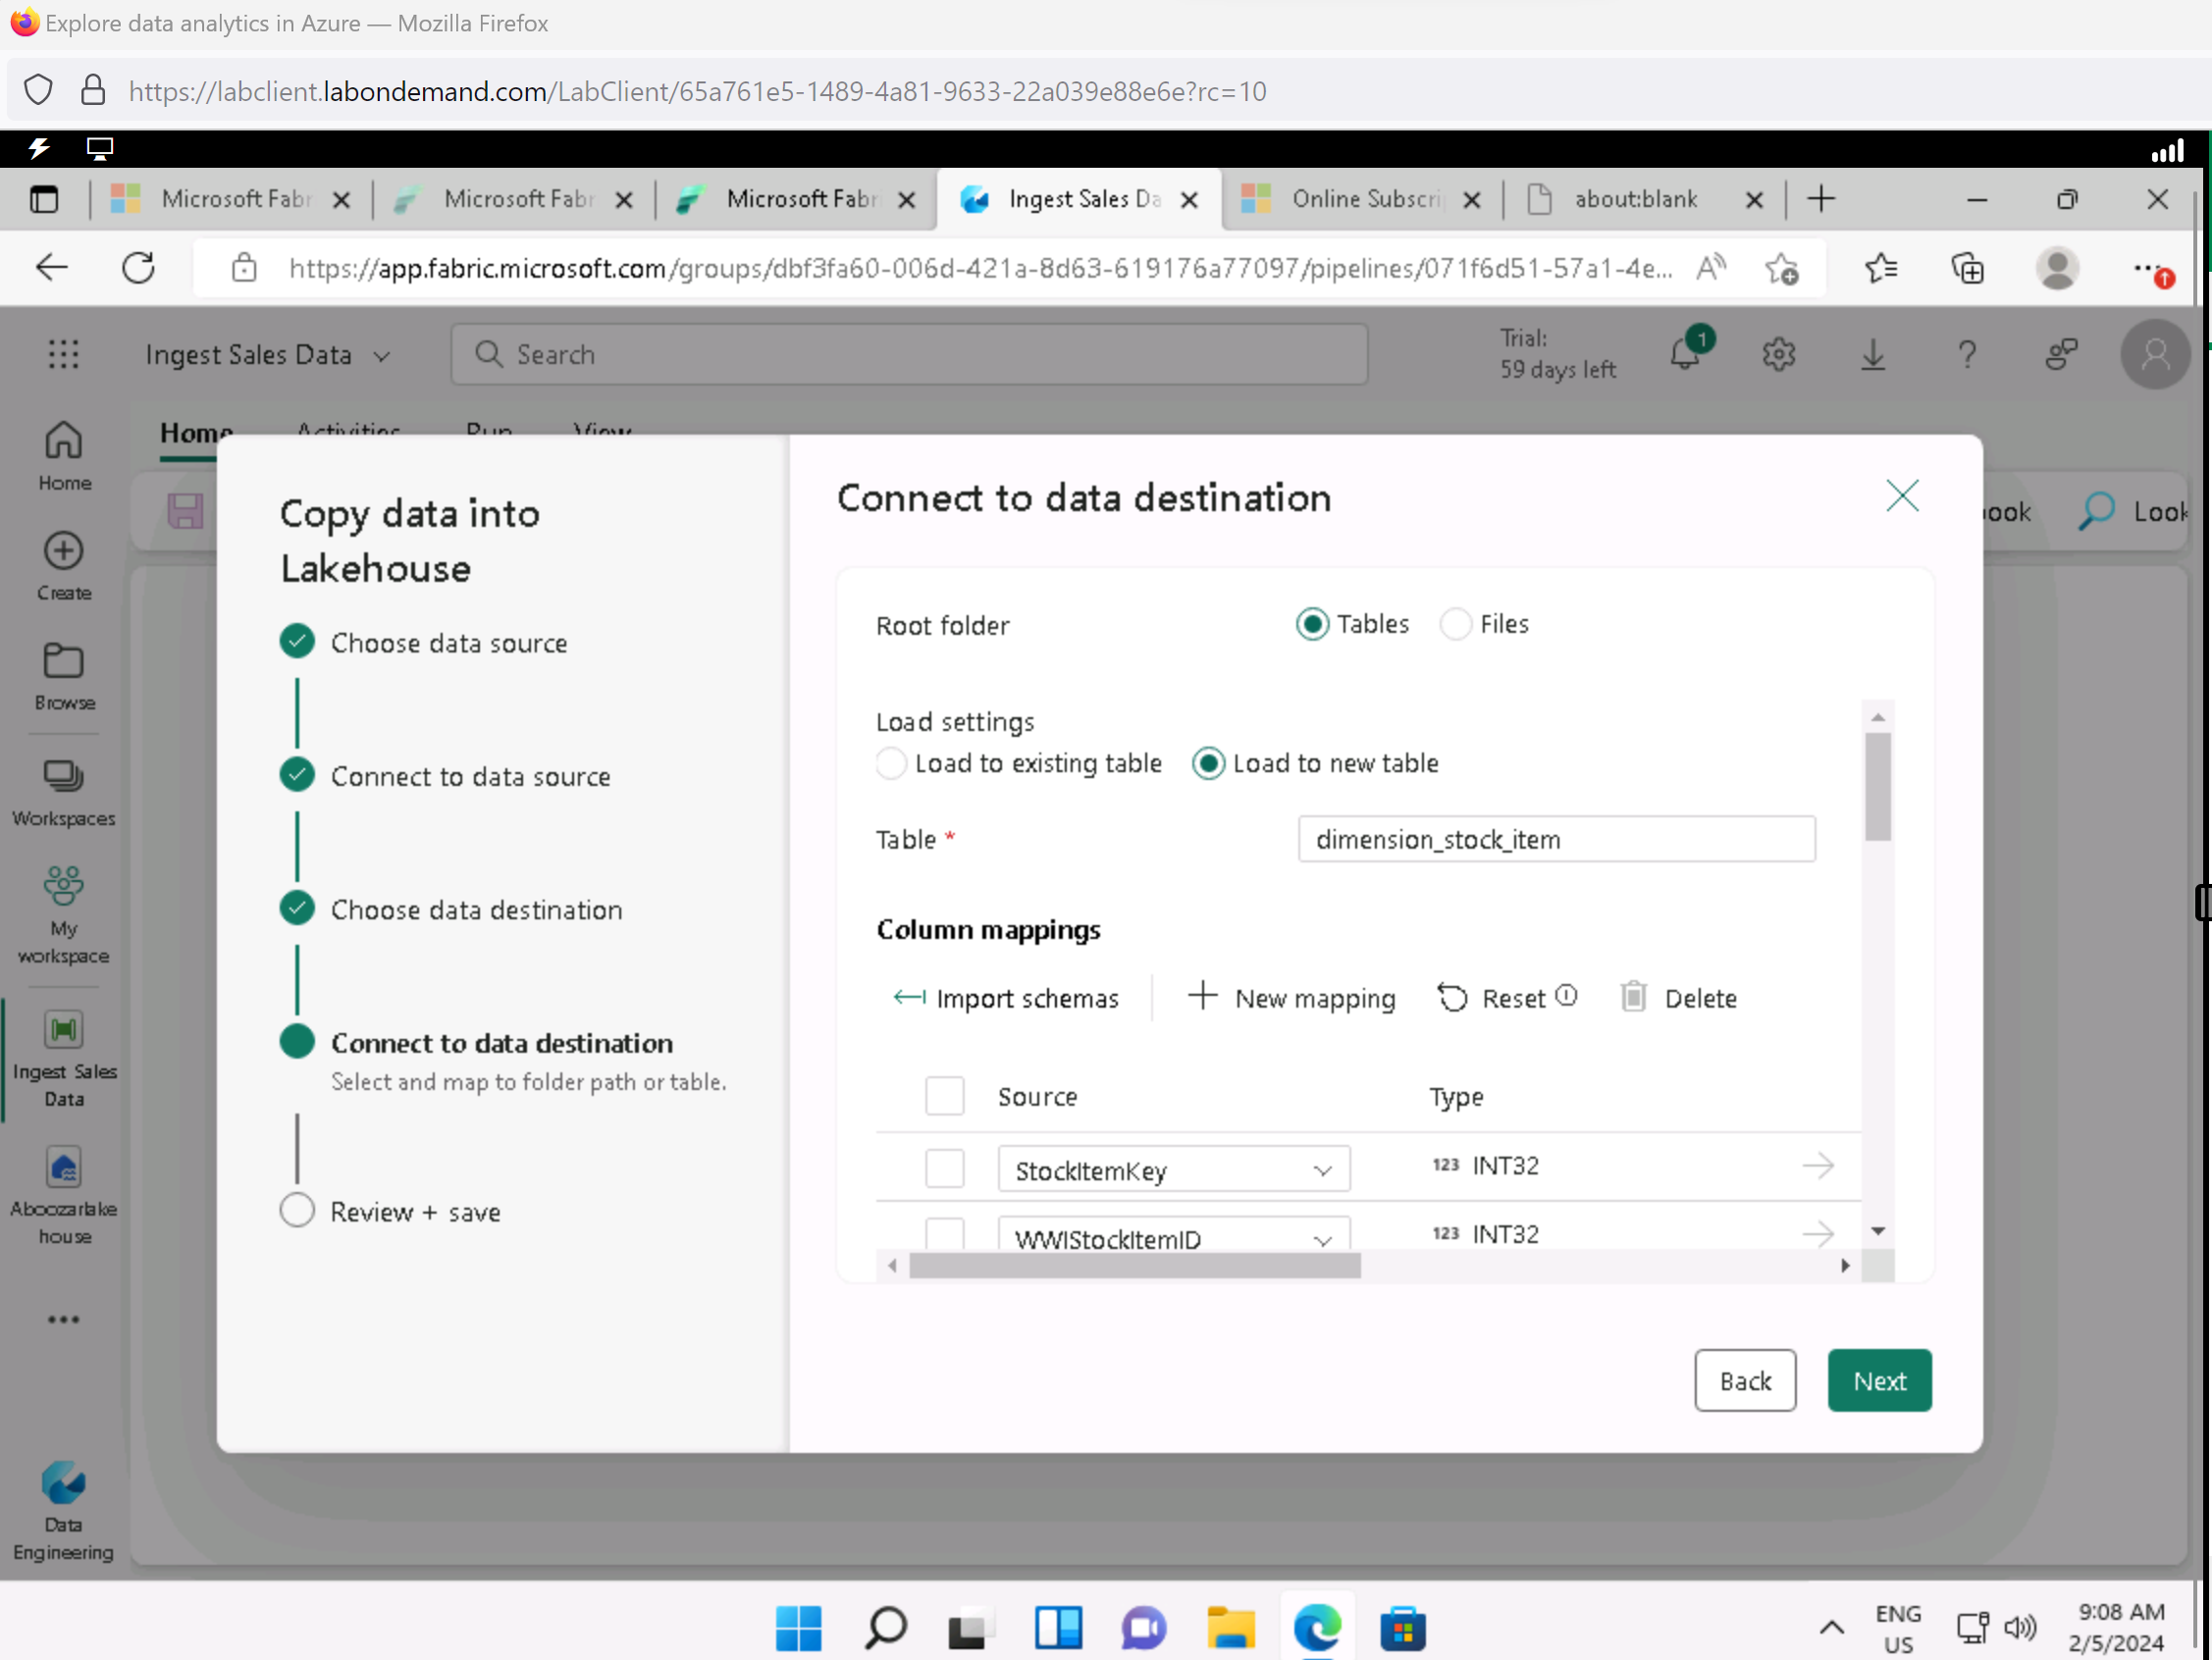 Explore data analytics in Azure — Mozilla Firefox
https://labclient.labondemand.com/LabClient/65a761e5-1489-4a81-9633-22a039e88e6e?rc=10
Microsoft Fabr
Microsoft Fabr
Microsoft Fabr
Ingest Sales Da
Online Subscri
about:blank
https://app.fabric.microsoft.com/groups/dbf3fa60-006d-421a-8d63-619176a77097/pipelines/071f6d51-57a1-4e...
Ingest Sales Data
Search
Trial:
59 days left
1
Home
Activities
Run
View
Home
Create
Browse
Workspaces
My
workspace
Ingest Sales
Data
Aboozarlake
house
Data
Engineering
ook
Look
Copy data into
Lakehouse
Choose data source
Connect to data source
Choose data destination
Connect to data destination
Select and map to folder path or table.
Review + save
Connect to data destination
Root folder
Tables
Files
Load settings
Load to existing table
Load to new table
Table *
dimension_stock_item
Column mappings
Import schemas
New mapping
Reset
Delete
Source
Type
StockItemKey
123 INT32
WWIStockItemID
123 INT32
Back
Next
ENG
US
9:08 AM
2/5/2024